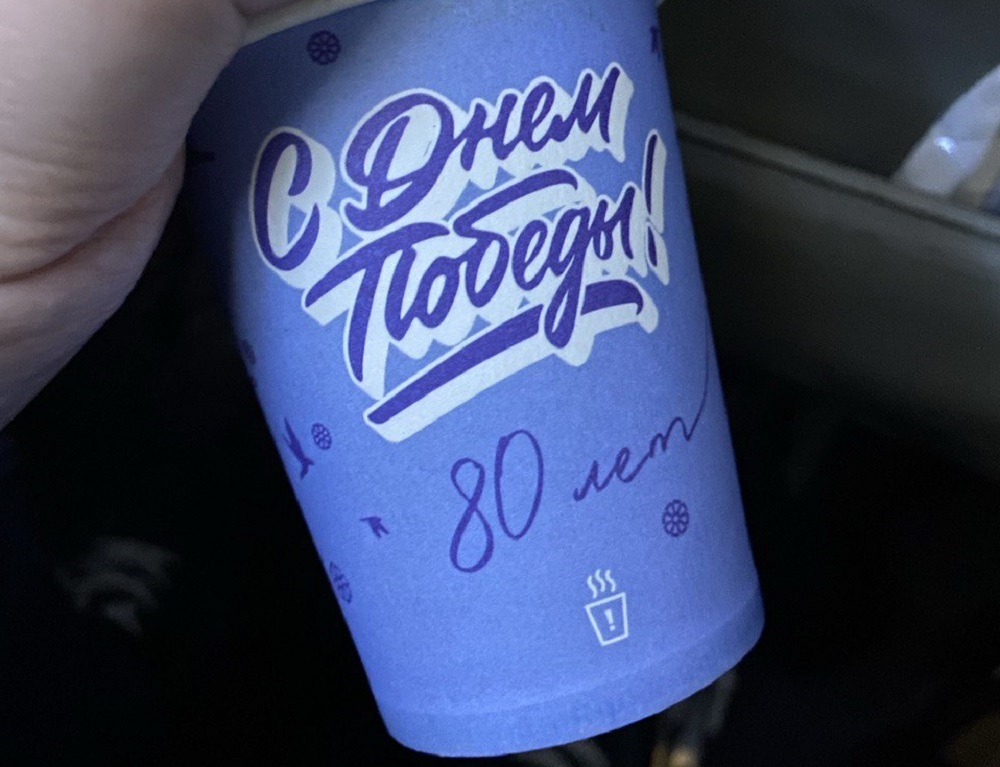 С Днем
Победы!
80 лет